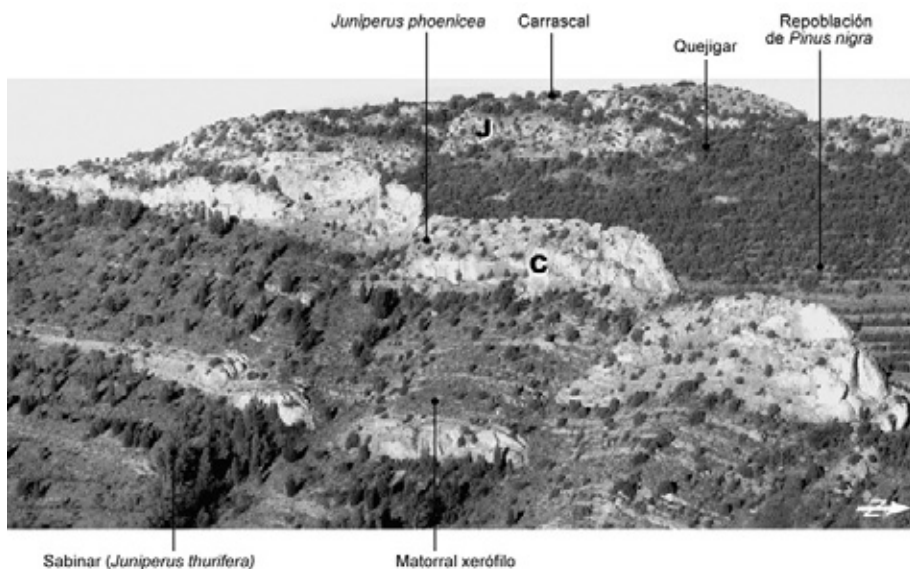 Juniperus phoenicea
Carrascal
Quejigar
Repoblación
de Pinus nigra
J
C
Z
Sabinar (Juniperus thurifera)
Matorral xerófilo